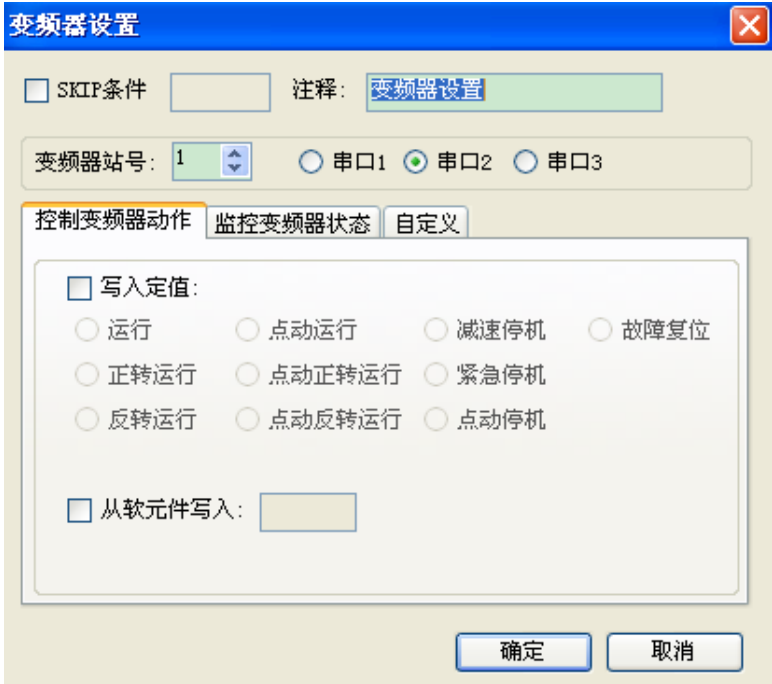 变频器设置
SKIP条件 注释: 变频器设置
变频器站号: 1 串口1 串口2 串口3
控制变频器动作 监控变频器状态 自定义
写入定值:
运行 点动运行 减速停机 故障复位
正转运行 点动正转运行 紧急停机
反转运行 点动反转运行 点动停机
从软元件写入:
确定 取消